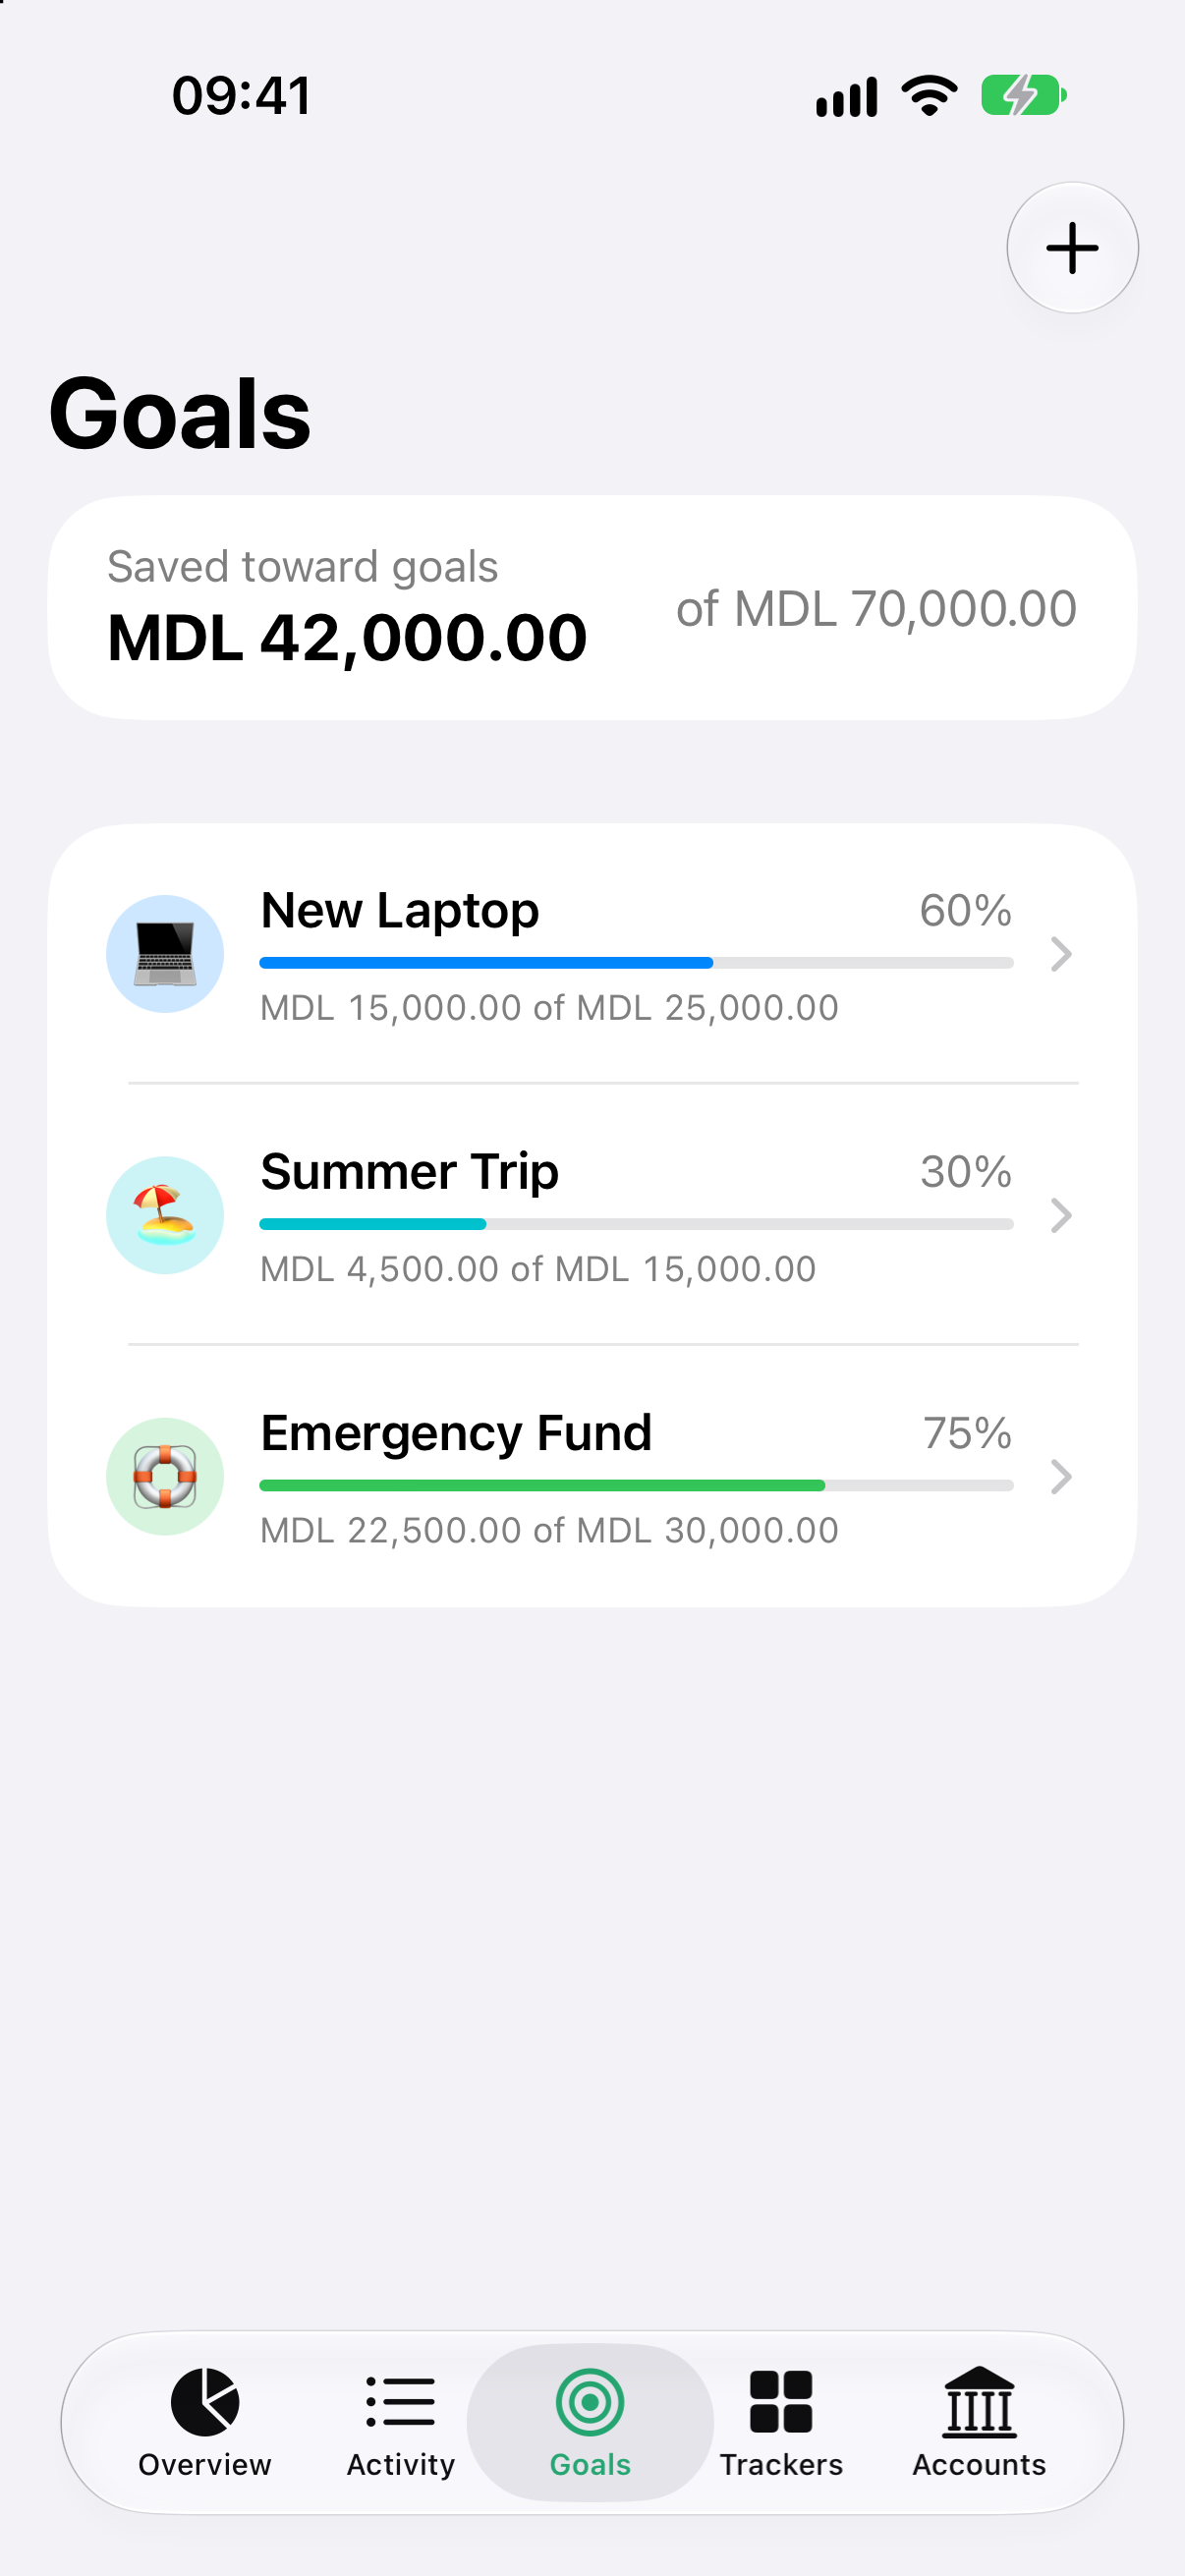 09:41
Goals
Saved toward goals
MDL 42,000.00
of MDL 70,000.00
New Laptop
60%
MDL 15,000.00 of MDL 25,000.00
Summer Trip
30%
MDL 4,500.00 of MDL 15,000.00
Emergency Fund
75%
MDL 22,500.00 of MDL 30,000.00
Overview
Activity
Goals
Trackers
Accounts